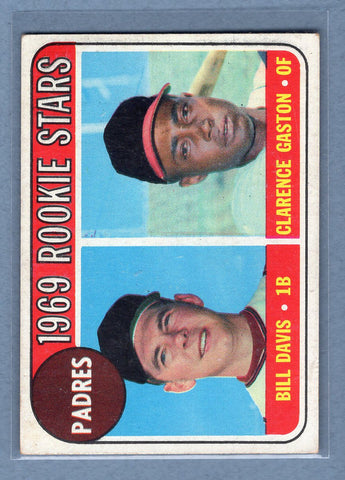 1969 ROOKIE STARS
PADRES
BILL DAVIS • 1B
CLARENCE GASTON • OF